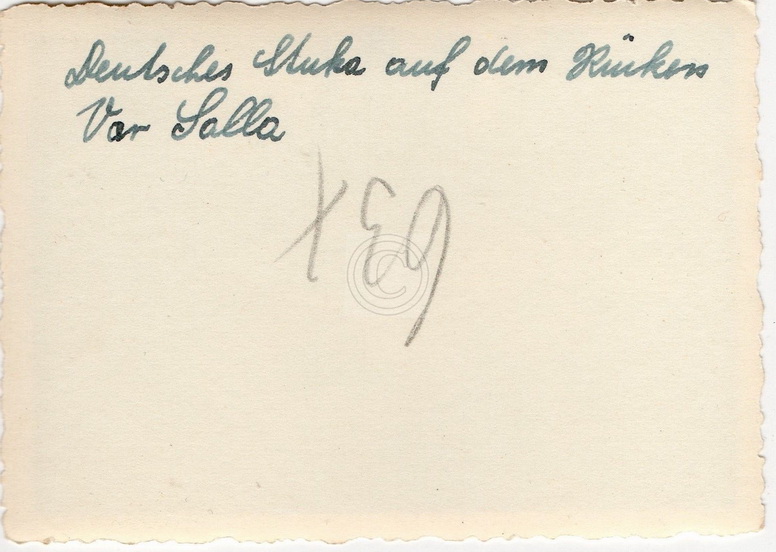 Deutsches Stuka auf dem Rücken
Vor Salla